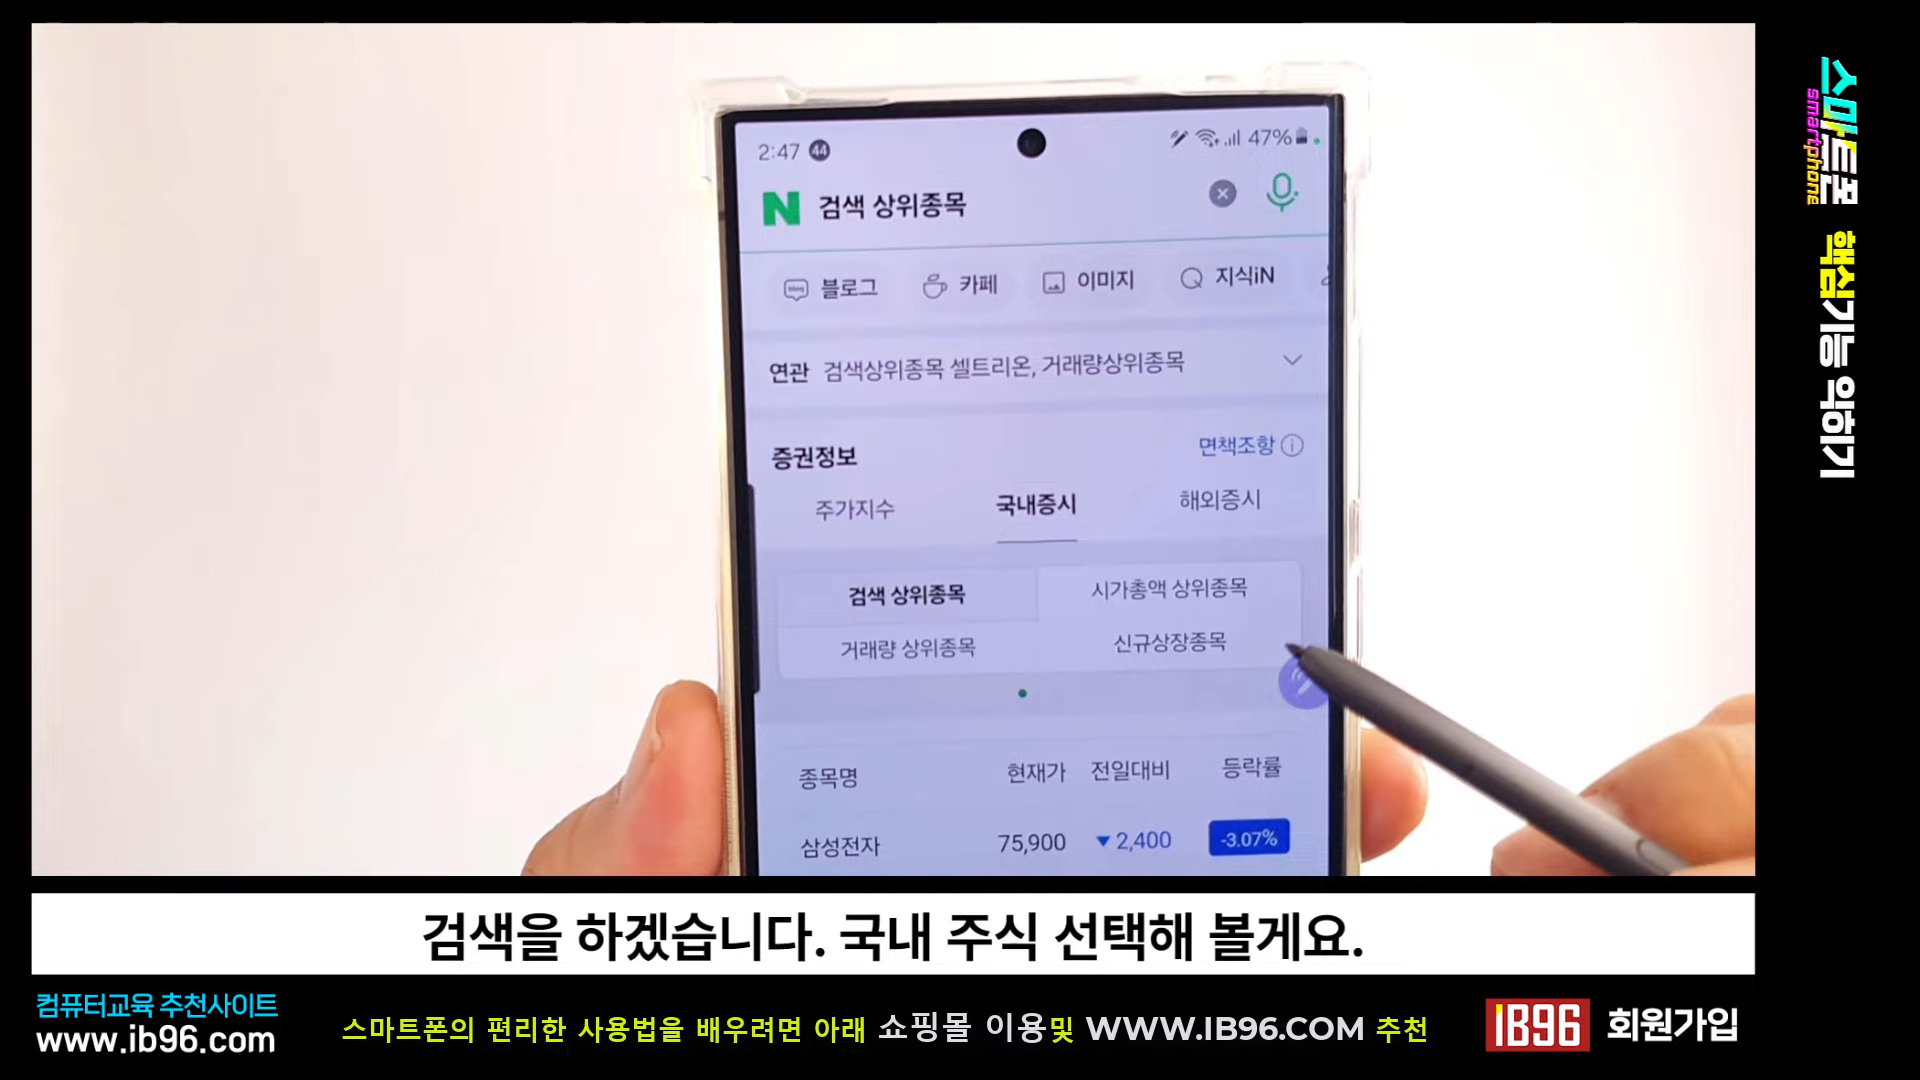 2:47 44 47%
N 검색 상위종목
블로그 카페 이미지 지식iN
연관 검색상위종목 셀트리온, 거래량상위종목
증권정보 면책조항
주가지수 국내증시 해외증시
검색 상위종목 시가총액 상위종목
거래량 상위종목 신규상장종목
종목명 현재가 전일대비 등락률
삼성전자 75,900 ▼2,400 -3.07%
스마트폰 핵심기능 익히기
smartphone
검색을 하겠습니다. 국내 주식 선택해 볼게요.
컴퓨터교육 추천사이트
www.ib96.com
스마트폰의 편리한 사용법을 배우려면 아래 쇼핑몰 이용및 WWW.IB96.COM 추천
IB96 회원가입